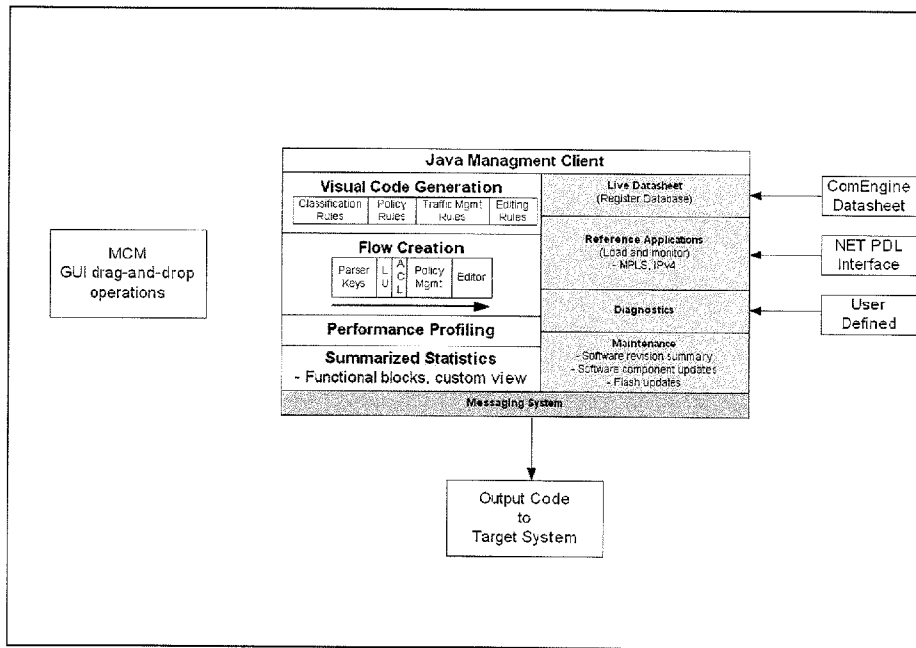 Java Managment Client
Visual Code Generation
Classification Rules
Policy Rules
Traffic Mgmt Rules
Editing Rules
Flow Creation
Parser Keys
LU
ACL
Policy Mgmt
Editor
Performance Profiling
Summarized Statistics
- Functional blocks, custom view
Live Datasheet
(Register Database)
Reference Applications
(Load and monitor)
- MPLS, IPv4
Diagnostics
Maintenance
- Software revision summary
- Software component updates
- Flash updates
Messaging System
MCM
GUI drag-and-drop
operations
ComEngine
Datasheet
NET PDL
Interface
User
Defined
Output Code
to
Target System